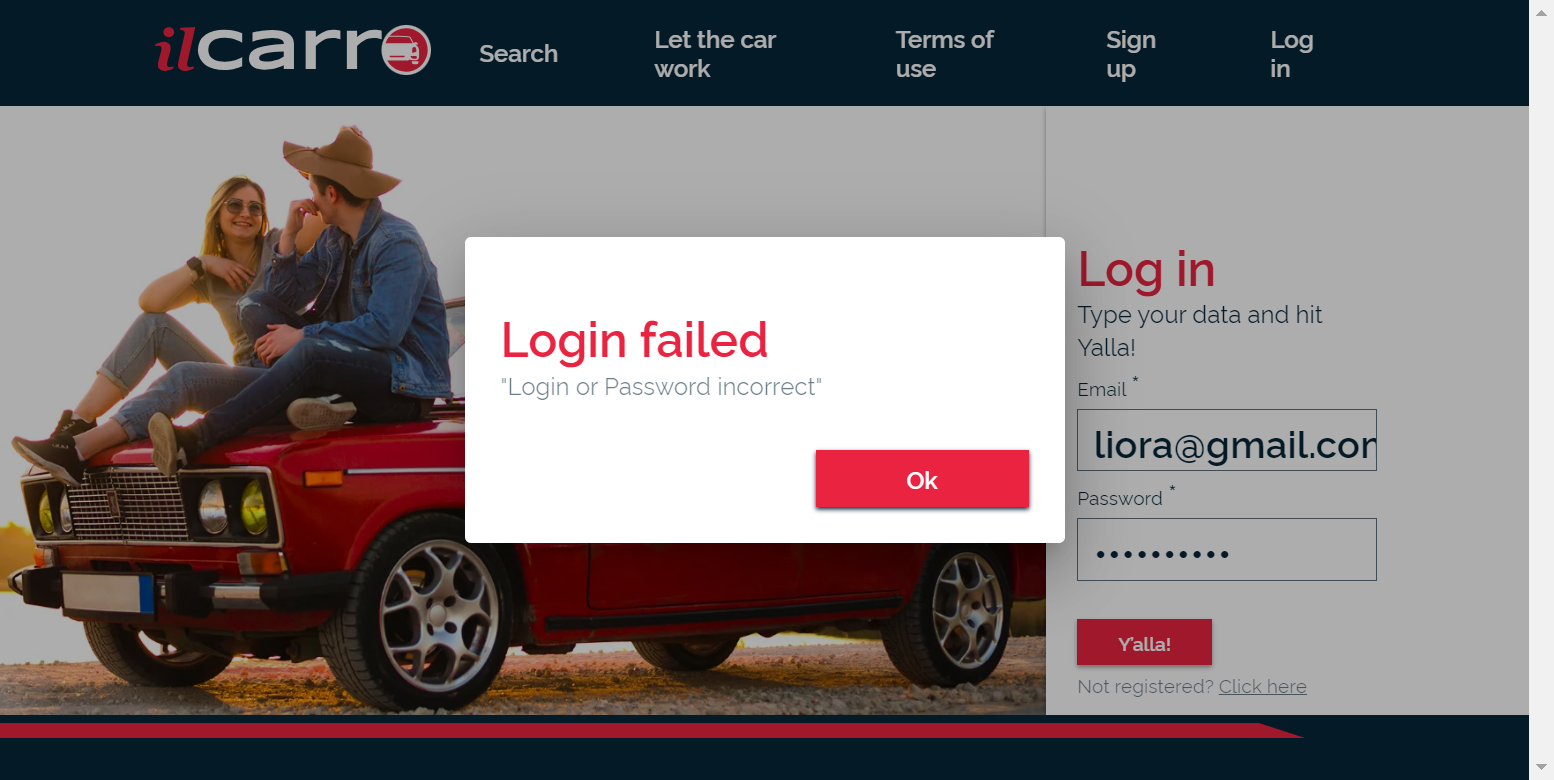 ilcarro
Search
Let the car
work
Terms of
use
Sign
up
Log
in
Login failed
"Login or Password incorrect"
Ok
Log in
Type your data and hit
Yalla!
Email *
liora@gmail.com
Password *
••••••••••
Y'alla!
Not registered? Click here